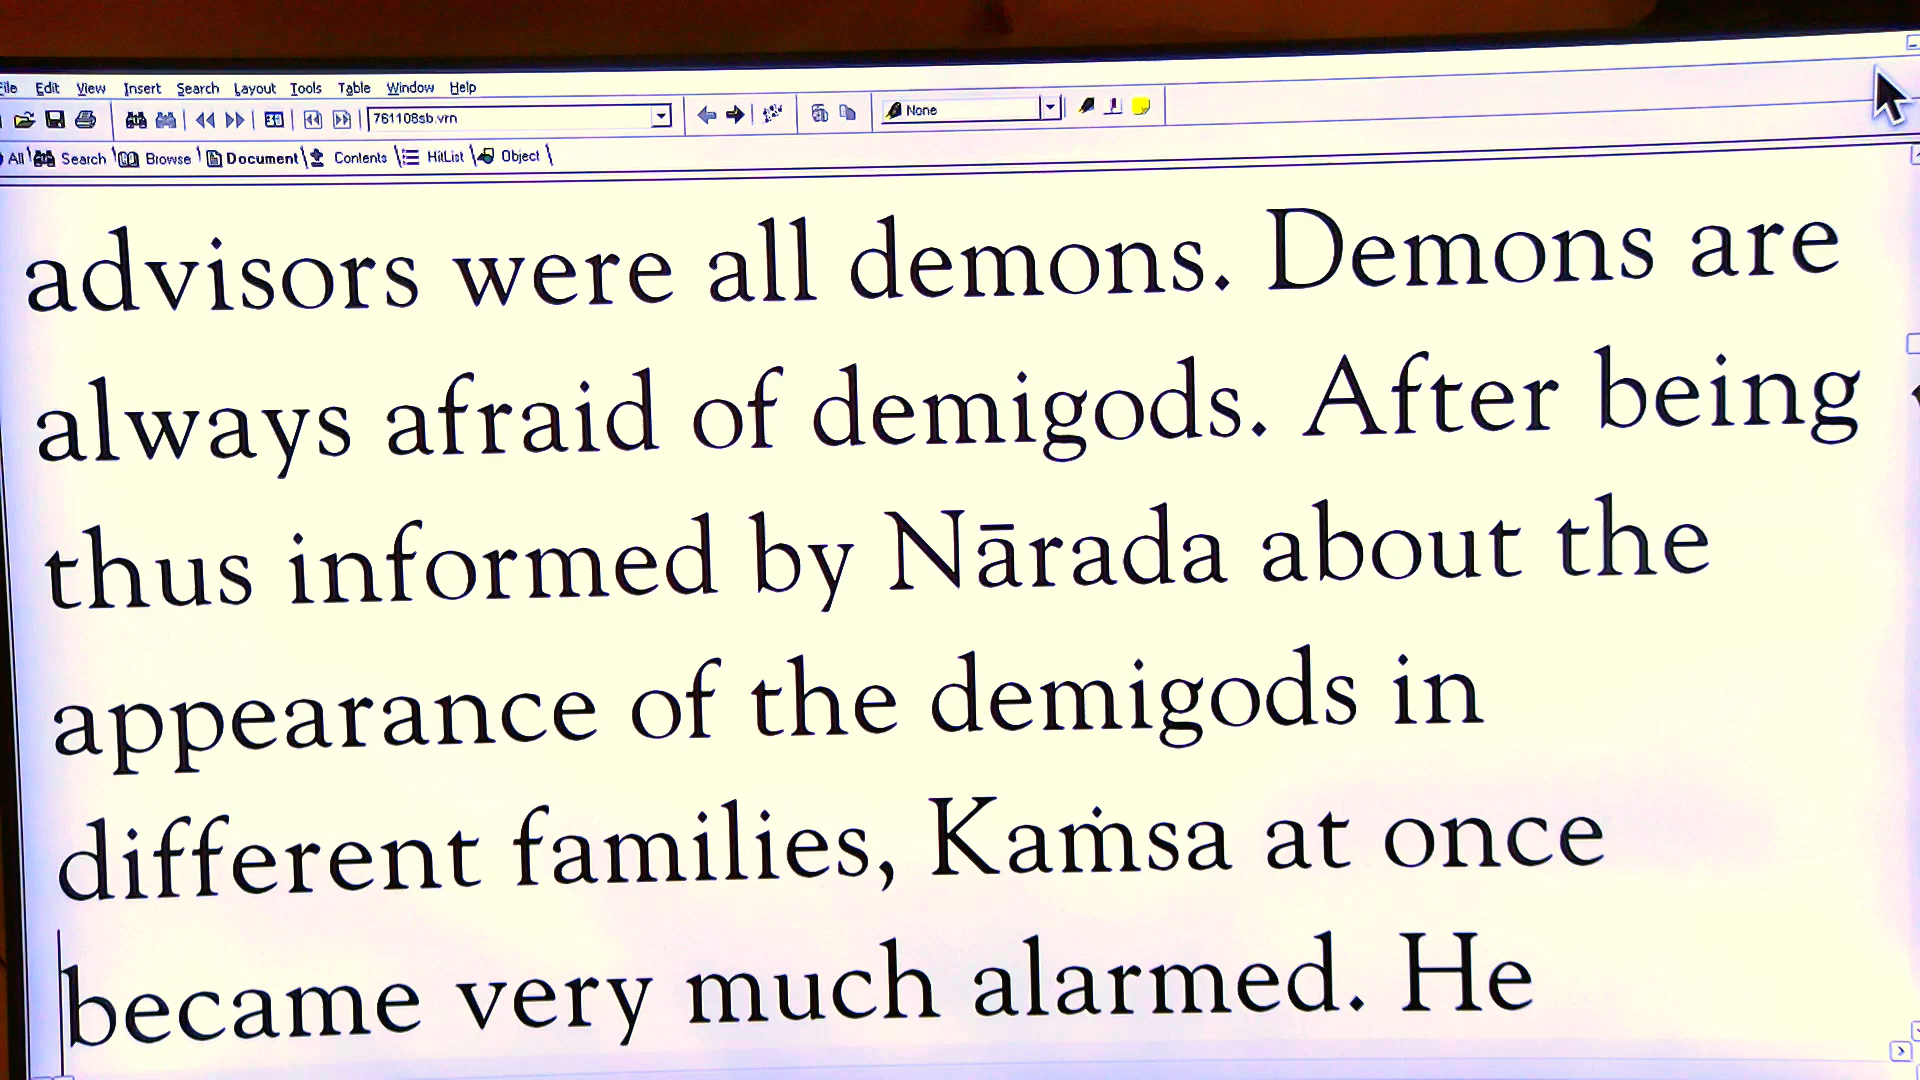 File Edit View Insert Search Layout Tools Table Window Help
761108sb.vrn
None
All Search Browse Document Contents HitList Object
advisors were all demons. Demons are
always afraid of demigods. After being
thus informed by Nārada about the
appearance of the demigods in
different families, Kaṁsa at once
became very much alarmed. He